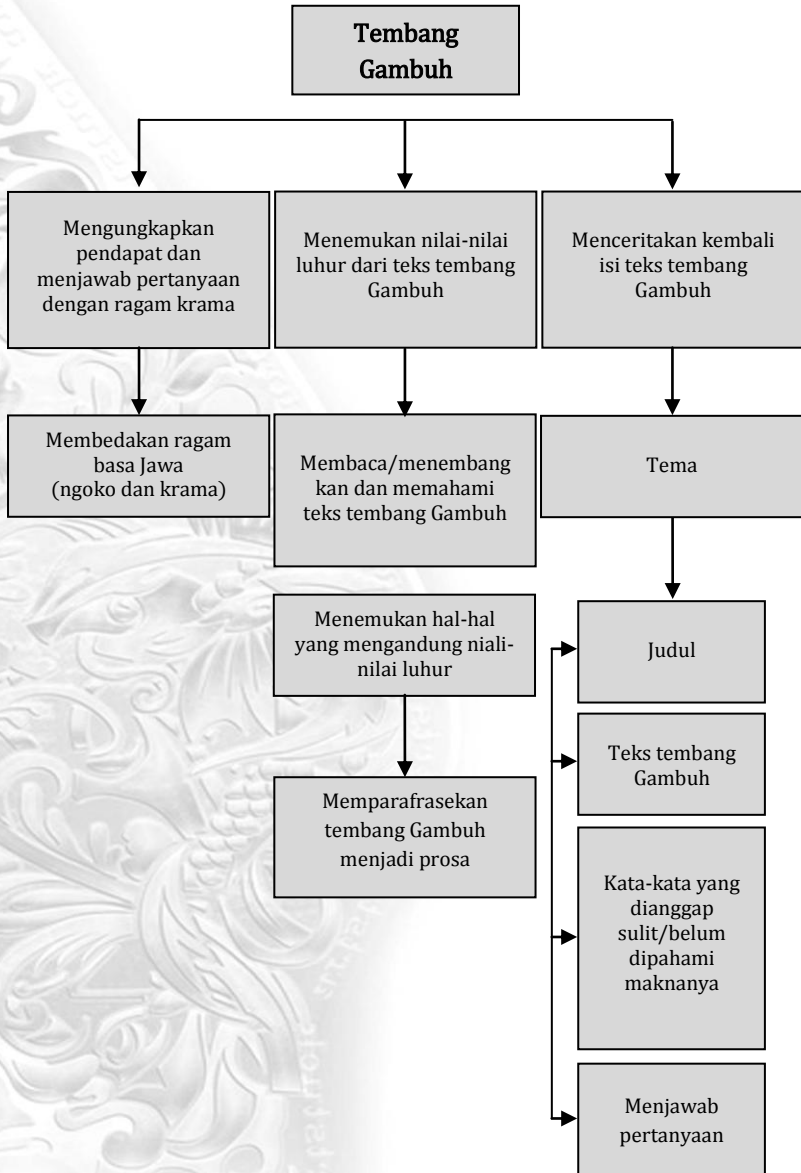 Tembang
Gambuh
Mengungkapkan
pendapat dan
menjawab pertanyaan
dengan ragam krama
Menemukan nilai-nilai
luhur dari teks tembang
Gambuh
Menceritakan kembali
isi teks tembang
Gambuh
Membedakan ragam
basa Jawa
(ngoko dan krama)
Membaca/menembang
kan dan memahami
teks tembang Gambuh
Tema
Menemukan hal-hal
yang mengandung niali-
nilai luhur
Judul
Memparafrasekan
tembang Gambuh
menjadi prosa
Teks tembang
Gambuh
Kata-kata yang
dianggap
sulit/belum
dipahami
maknanya
Menjawab
pertanyaan